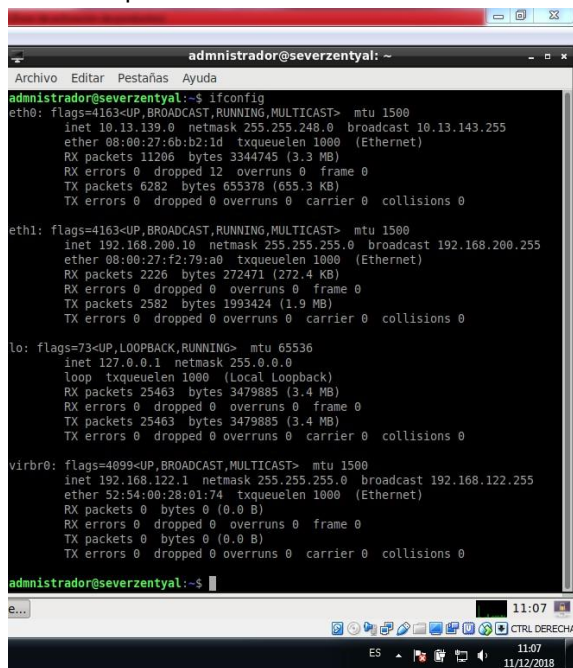 admnistrador@severzentyal: ~
Archivo Editar Pestañas Ayuda
admnistrador@severzentyal:~$ ifconfig
eth0: flags=4163<UP,BROADCAST,RUNNING,MULTICAST> mtu 1500
inet 10.13.139.0 netmask 255.255.248.0 broadcast 10.13.143.255
ether 08:00:27:6b:b2:1d txqueuelen 1000 (Ethernet)
RX packets 11206 bytes 3344745 (3.3 MB)
RX errors 0 dropped 12 overruns 0 frame 0
TX packets 6282 bytes 655378 (655.3 KB)
TX errors 0 dropped 0 overruns 0 carrier 0 collisions 0
eth1: flags=4163<UP,BROADCAST,RUNNING,MULTICAST> mtu 1500
inet 192.168.200.10 netmask 255.255.255.0 broadcast 192.168.200.255
ether 08:00:27:f2:79:a0 txqueuelen 1000 (Ethernet)
RX packets 2226 bytes 272471 (272.4 KB)
RX errors 0 dropped 0 overruns 0 frame 0
TX packets 2582 bytes 1993424 (1.9 MB)
TX errors 0 dropped 0 overruns 0 carrier 0 collisions 0
lo: flags=73<UP,LOOPBACK,RUNNING> mtu 65536
inet 127.0.0.1 netmask 255.0.0.0
loop txqueuelen 1000 (Local Loopback)
RX packets 25463 bytes 3479885 (3.4 MB)
RX errors 0 dropped 0 overruns 0 frame 0
TX packets 25463 bytes 3479885 (3.4 MB)
TX errors 0 dropped 0 overruns 0 carrier 0 collisions 0
virbr0: flags=4099<UP,BROADCAST,MULTICAST> mtu 1500
inet 192.168.122.1 netmask 255.255.255.0 broadcast 192.168.122.255
ether 52:54:00:28:01:74 txqueuelen 1000 (Ethernet)
RX packets 0 bytes 0 (0.0 B)
RX errors 0 dropped 0 overruns 0 frame 0
TX packets 0 bytes 0 (0.0 B)
TX errors 0 dropped 0 overruns 0 carrier 0 collisions 0
admnistrador@severzentyal:~$
e... 11:07
CTRL DERECHA
ES 11:07
11/12/2018